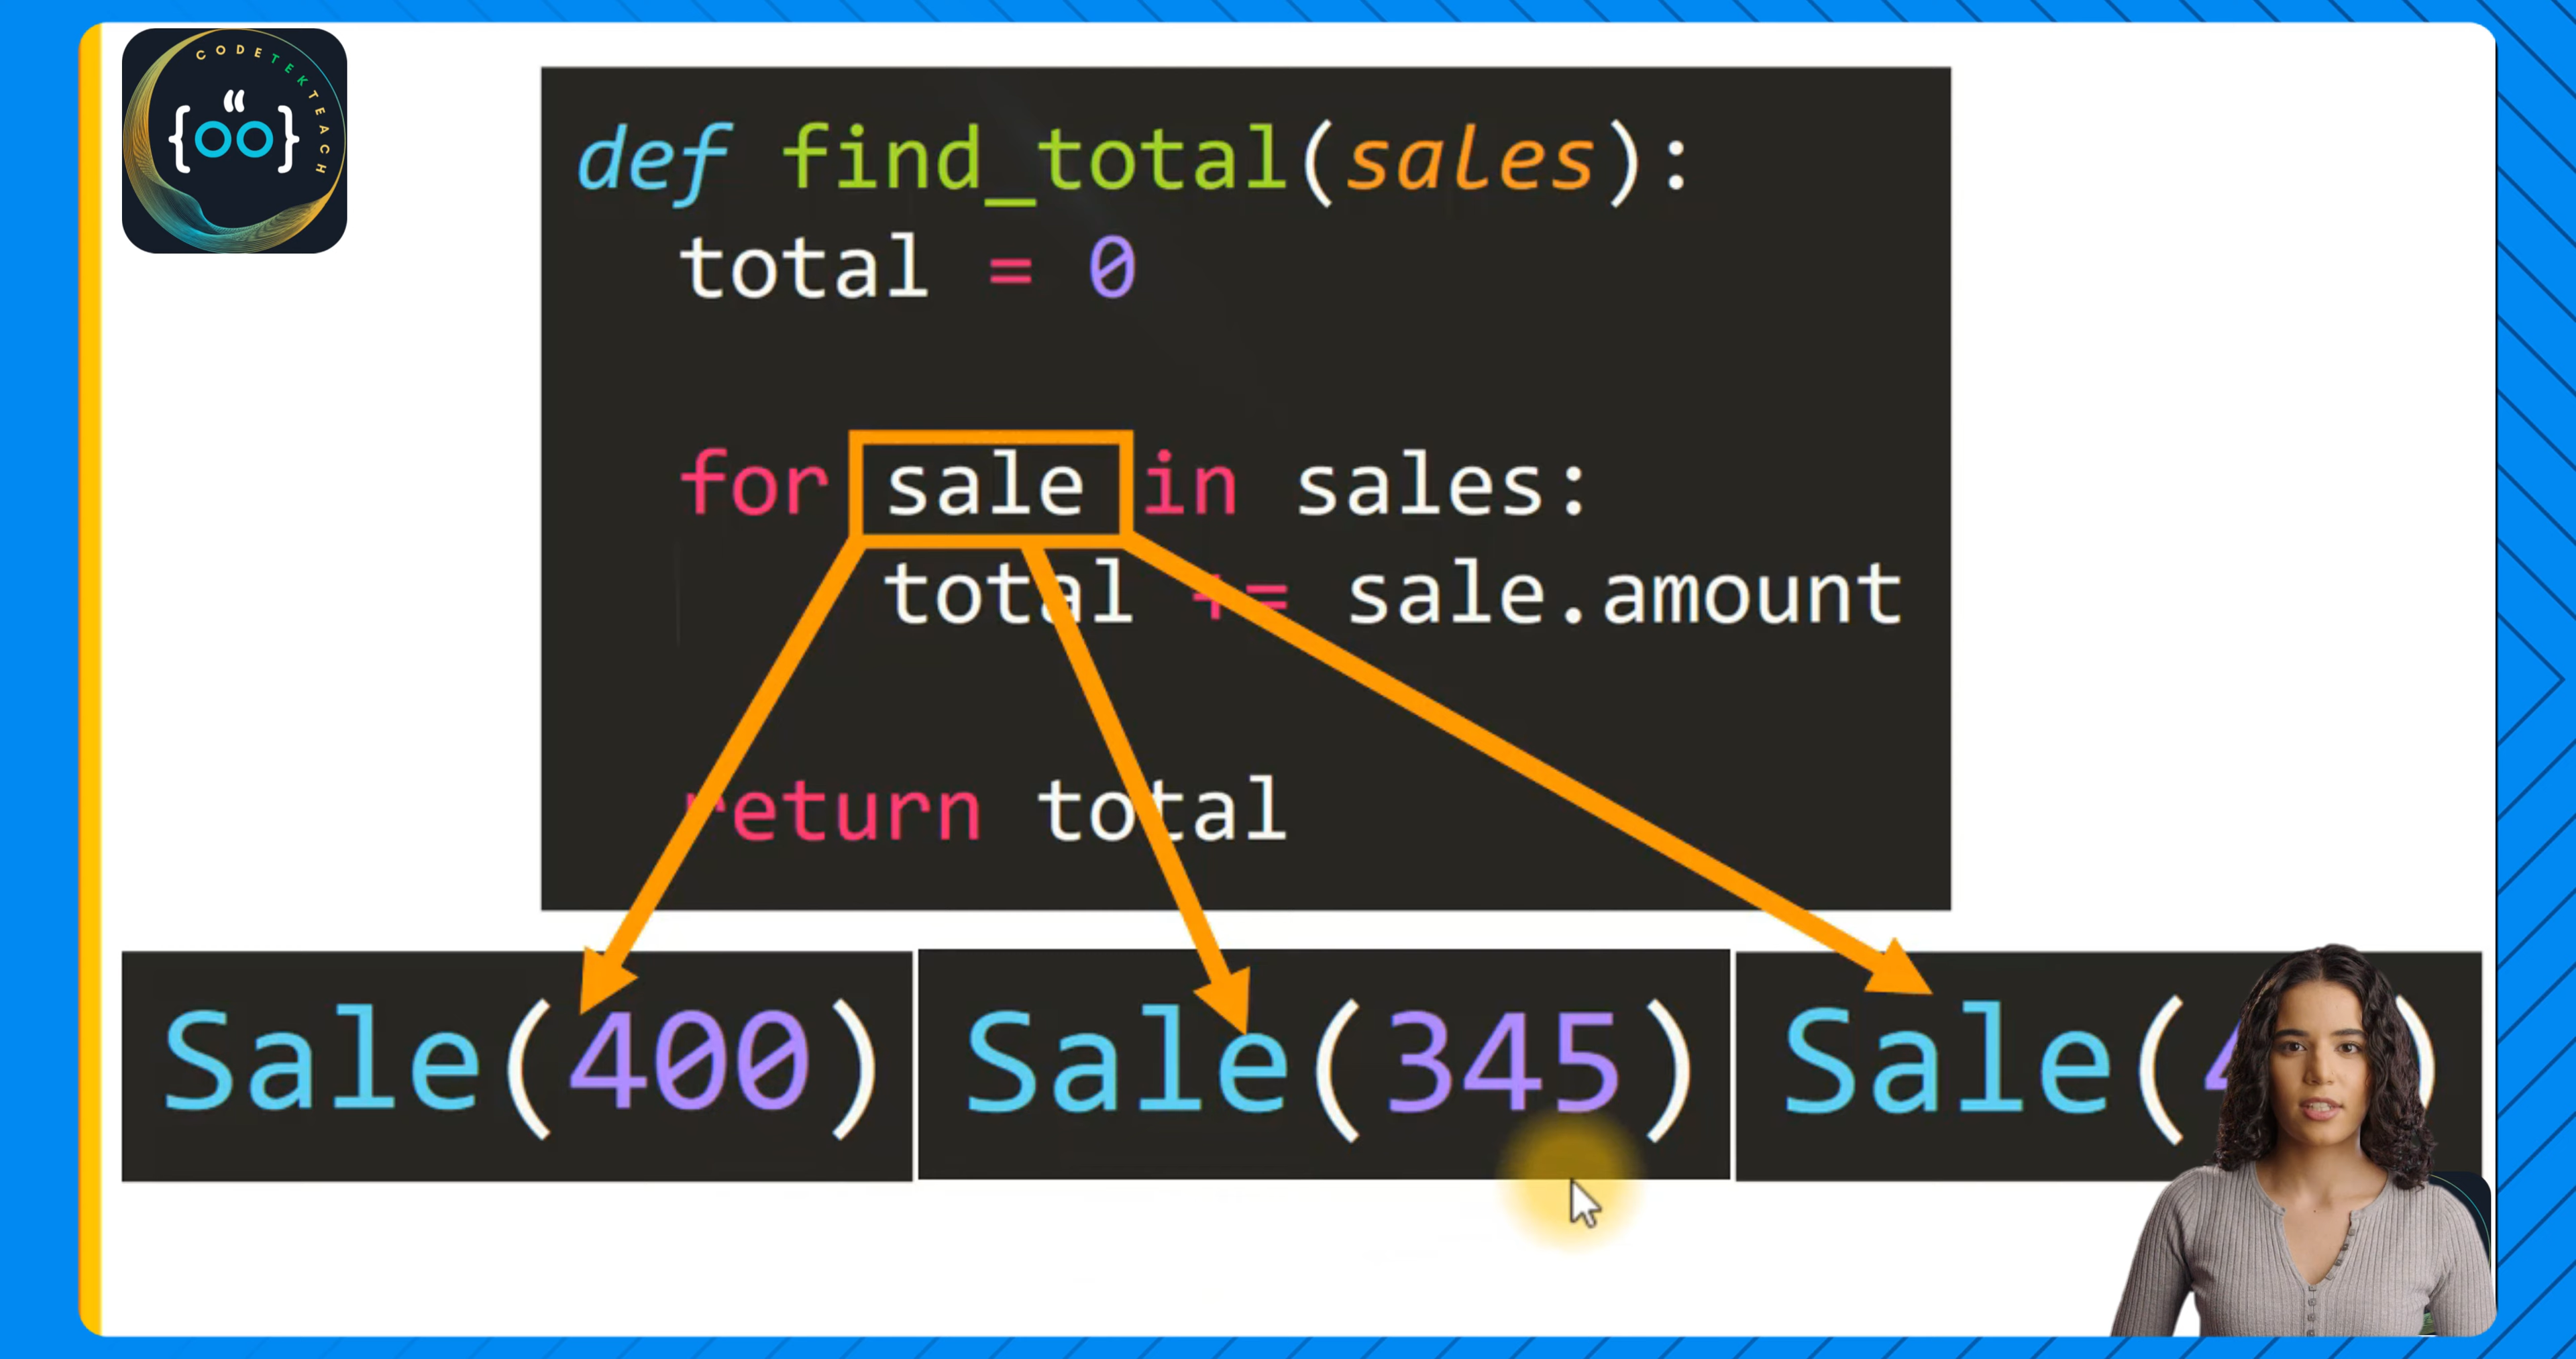 CODETEKTEACH
{oo}
def find_total(sales):
total = 0
for sale in sales:
total += sale.amount
return total
Sale(400)
Sale(345)
Sale(